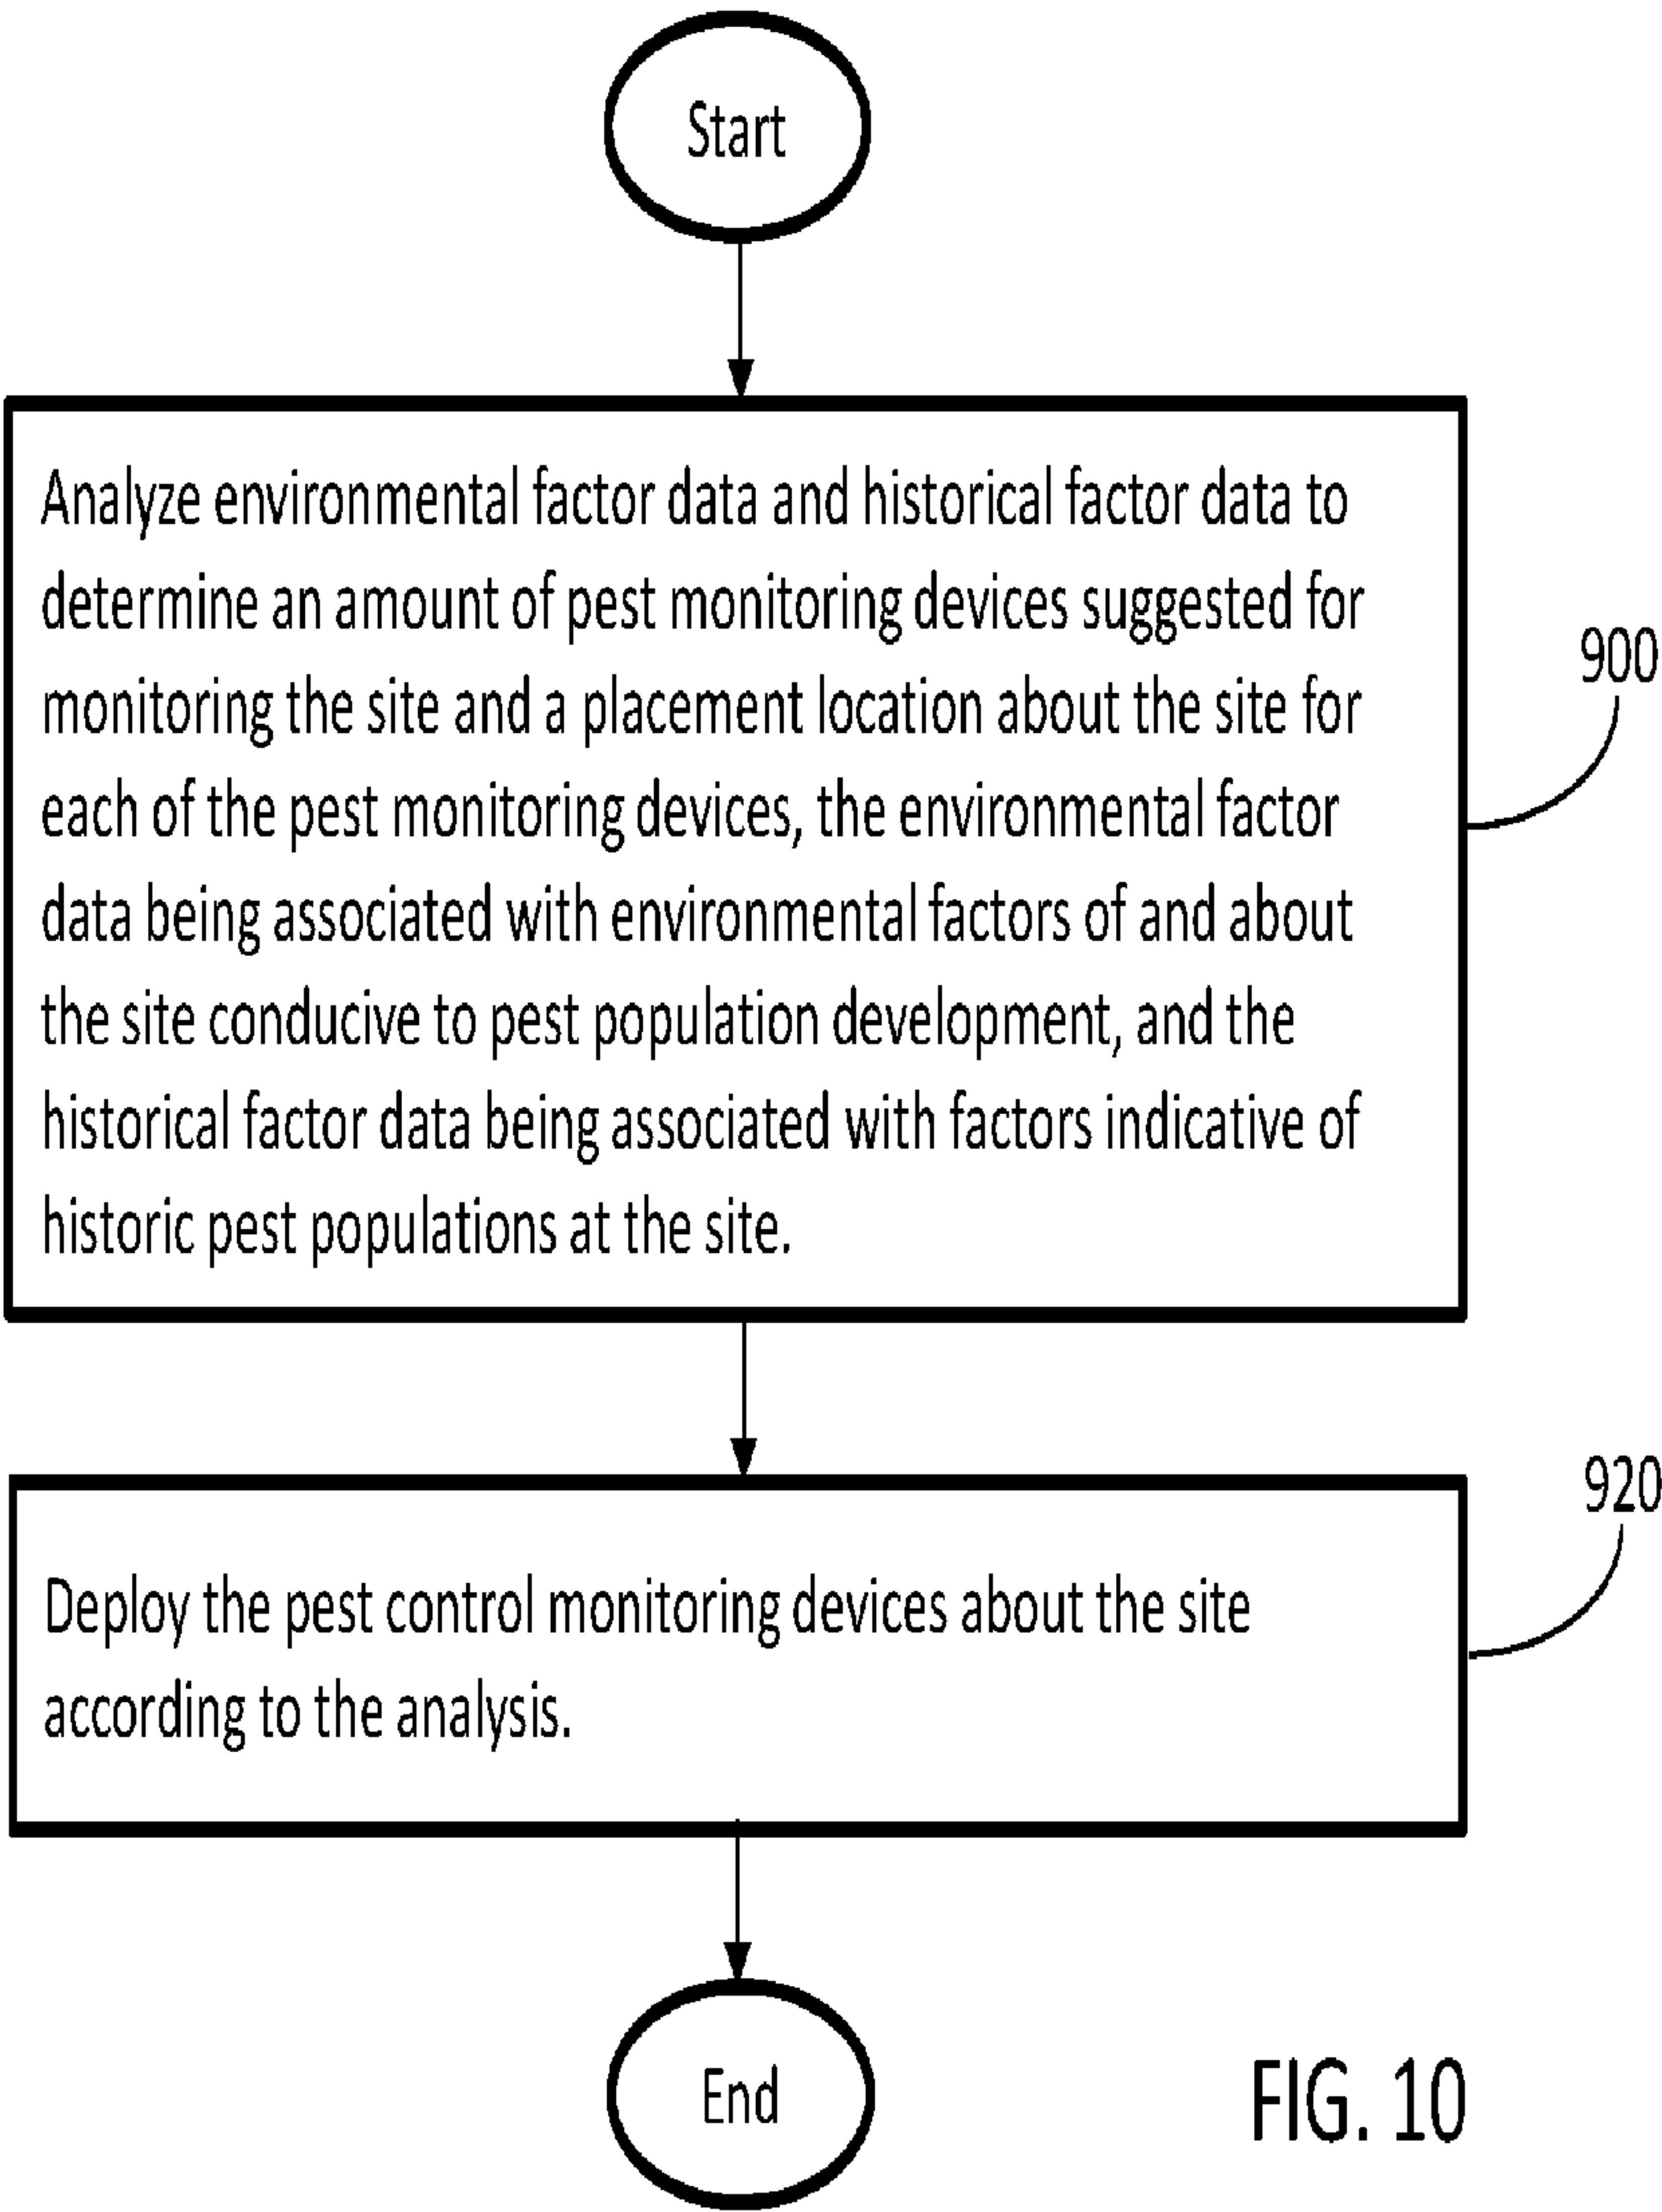 Start
Analyze environmental factor data and historical factor data to
determine an amount of pest monitoring devices suggested for
monitoring the site and a placement location about the site for
each of the pest monitoring devices, the environmental factor
data being associated with environmental factors of and about
the site conducive to pest population development, and the
historical factor data being associated with factors indicative of
historic pest populations at the site.
900
Deploy the pest control monitoring devices about the site
according to the analysis.
920
End
FIG. 10